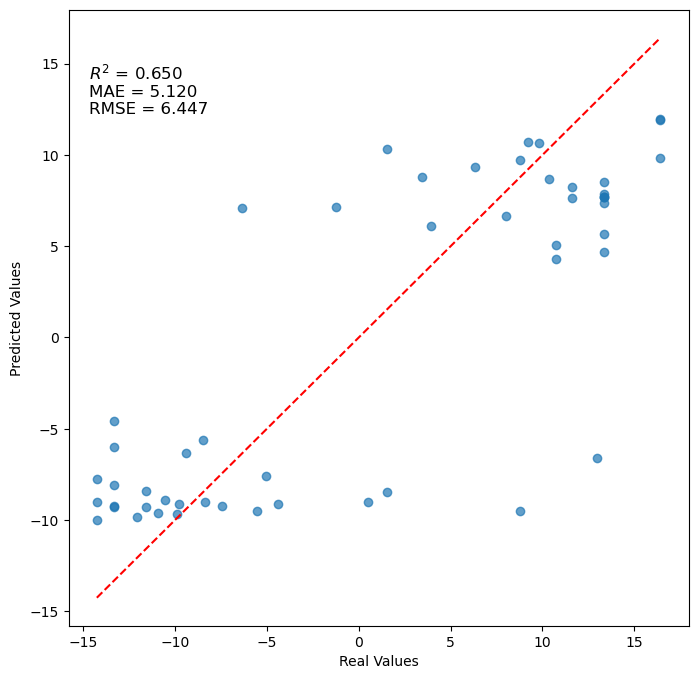 R² = 0.650
MAE = 5.120
RMSE = 6.447
Predicted Values
15
10
5
0
−5
−10
−15
−15 −10 −5 0 5 10 15
Real Values